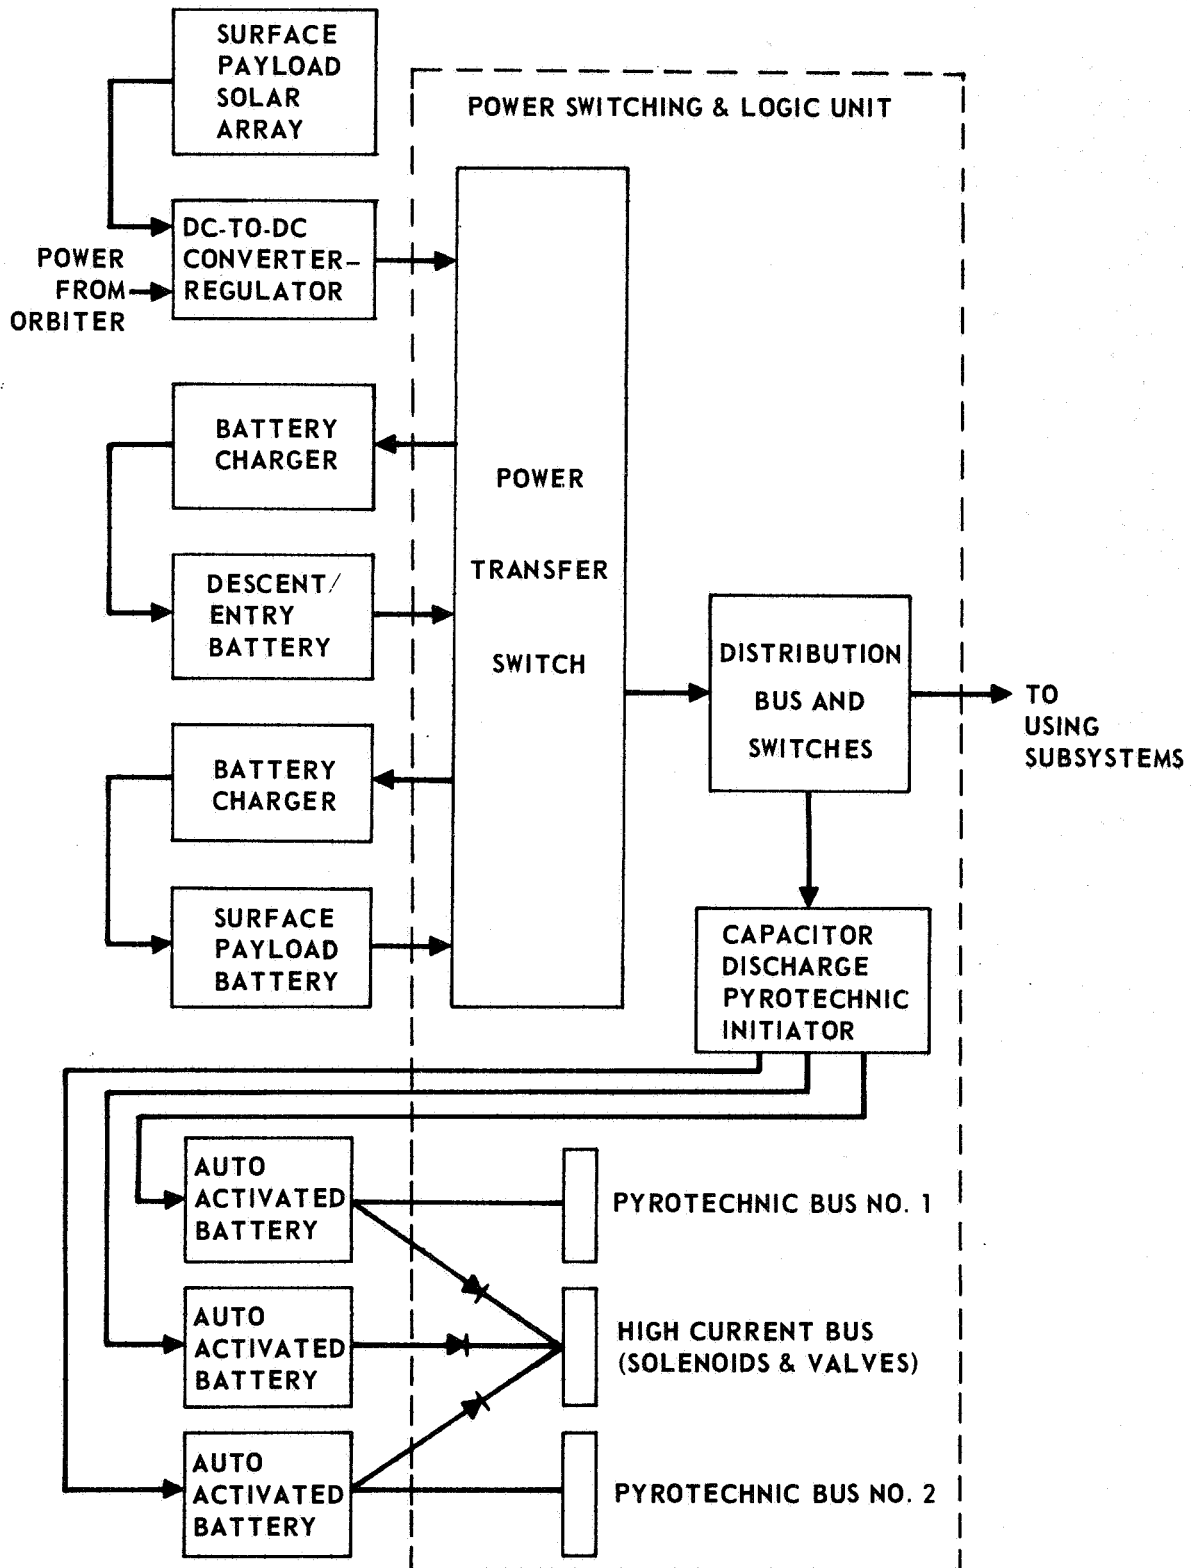 SURFACE
PAYLOAD
SOLAR
ARRAY
POWER SWITCHING & LOGIC UNIT
DC-TO-DC
CONVERTER-
REGULATOR
POWER
FROM
ORBITER
BATTERY
CHARGER
DESCENT/
ENTRY
BATTERY
BATTERY
CHARGER
SURFACE
PAYLOAD
BATTERY
POWER
TRANSFER
SWITCH
DISTRIBUTION
BUS AND
SWITCHES
TO
USING
SUBSYSTEMS
CAPACITOR
DISCHARGE
PYROTECHNIC
INITIATOR
AUTO
ACTIVATED
BATTERY
PYROTECHNIC BUS NO. 1
AUTO
ACTIVATED
BATTERY
HIGH CURRENT BUS
(SOLENOIDS & VALVES)
AUTO
ACTIVATED
BATTERY
PYROTECHNIC BUS NO. 2